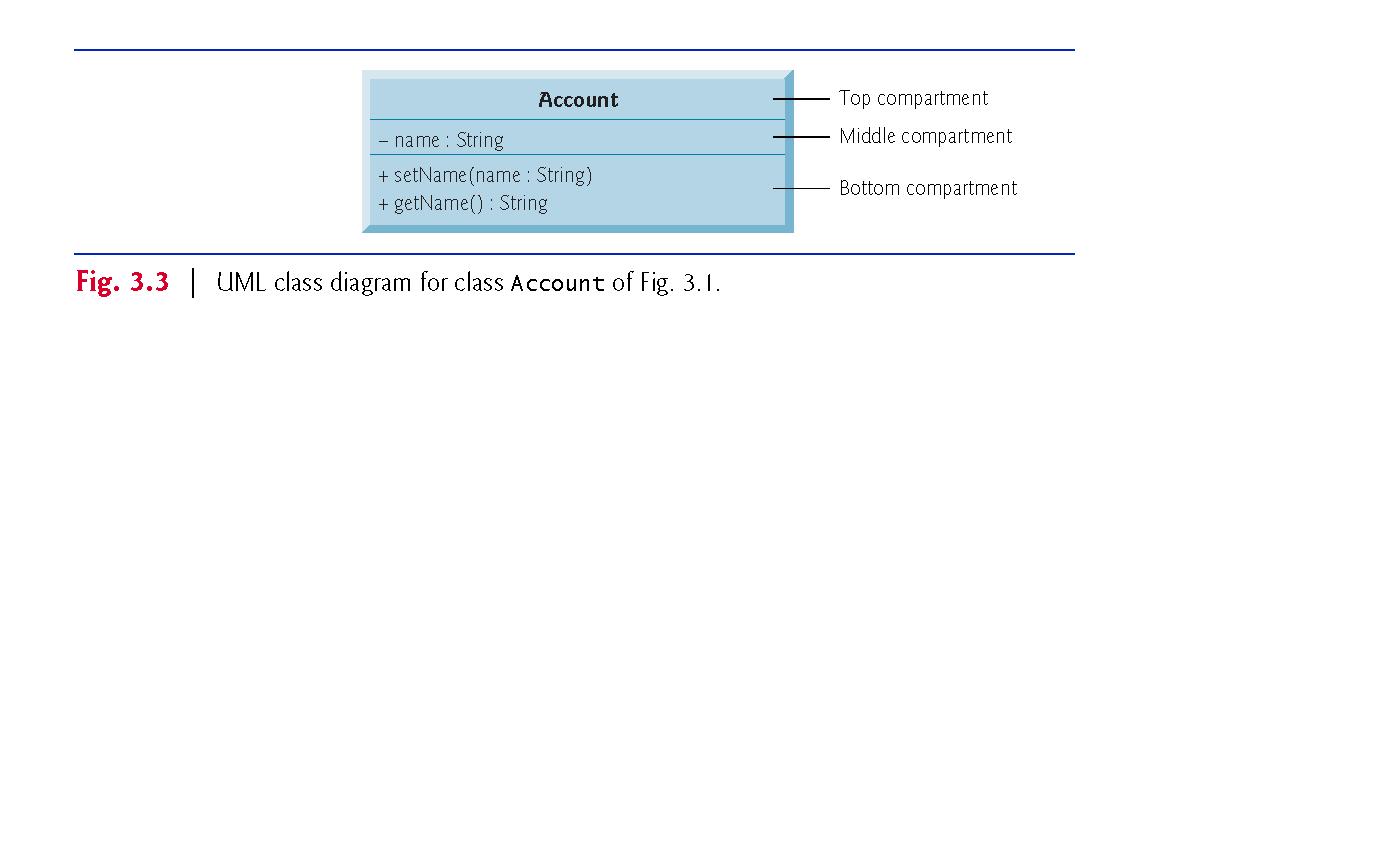 Account
– name : String
+ setName(name : String)
+ getName() : String
Top compartment
Middle compartment
Bottom compartment
Fig. 3.3 | UML class diagram for class Account of Fig. 3.1.